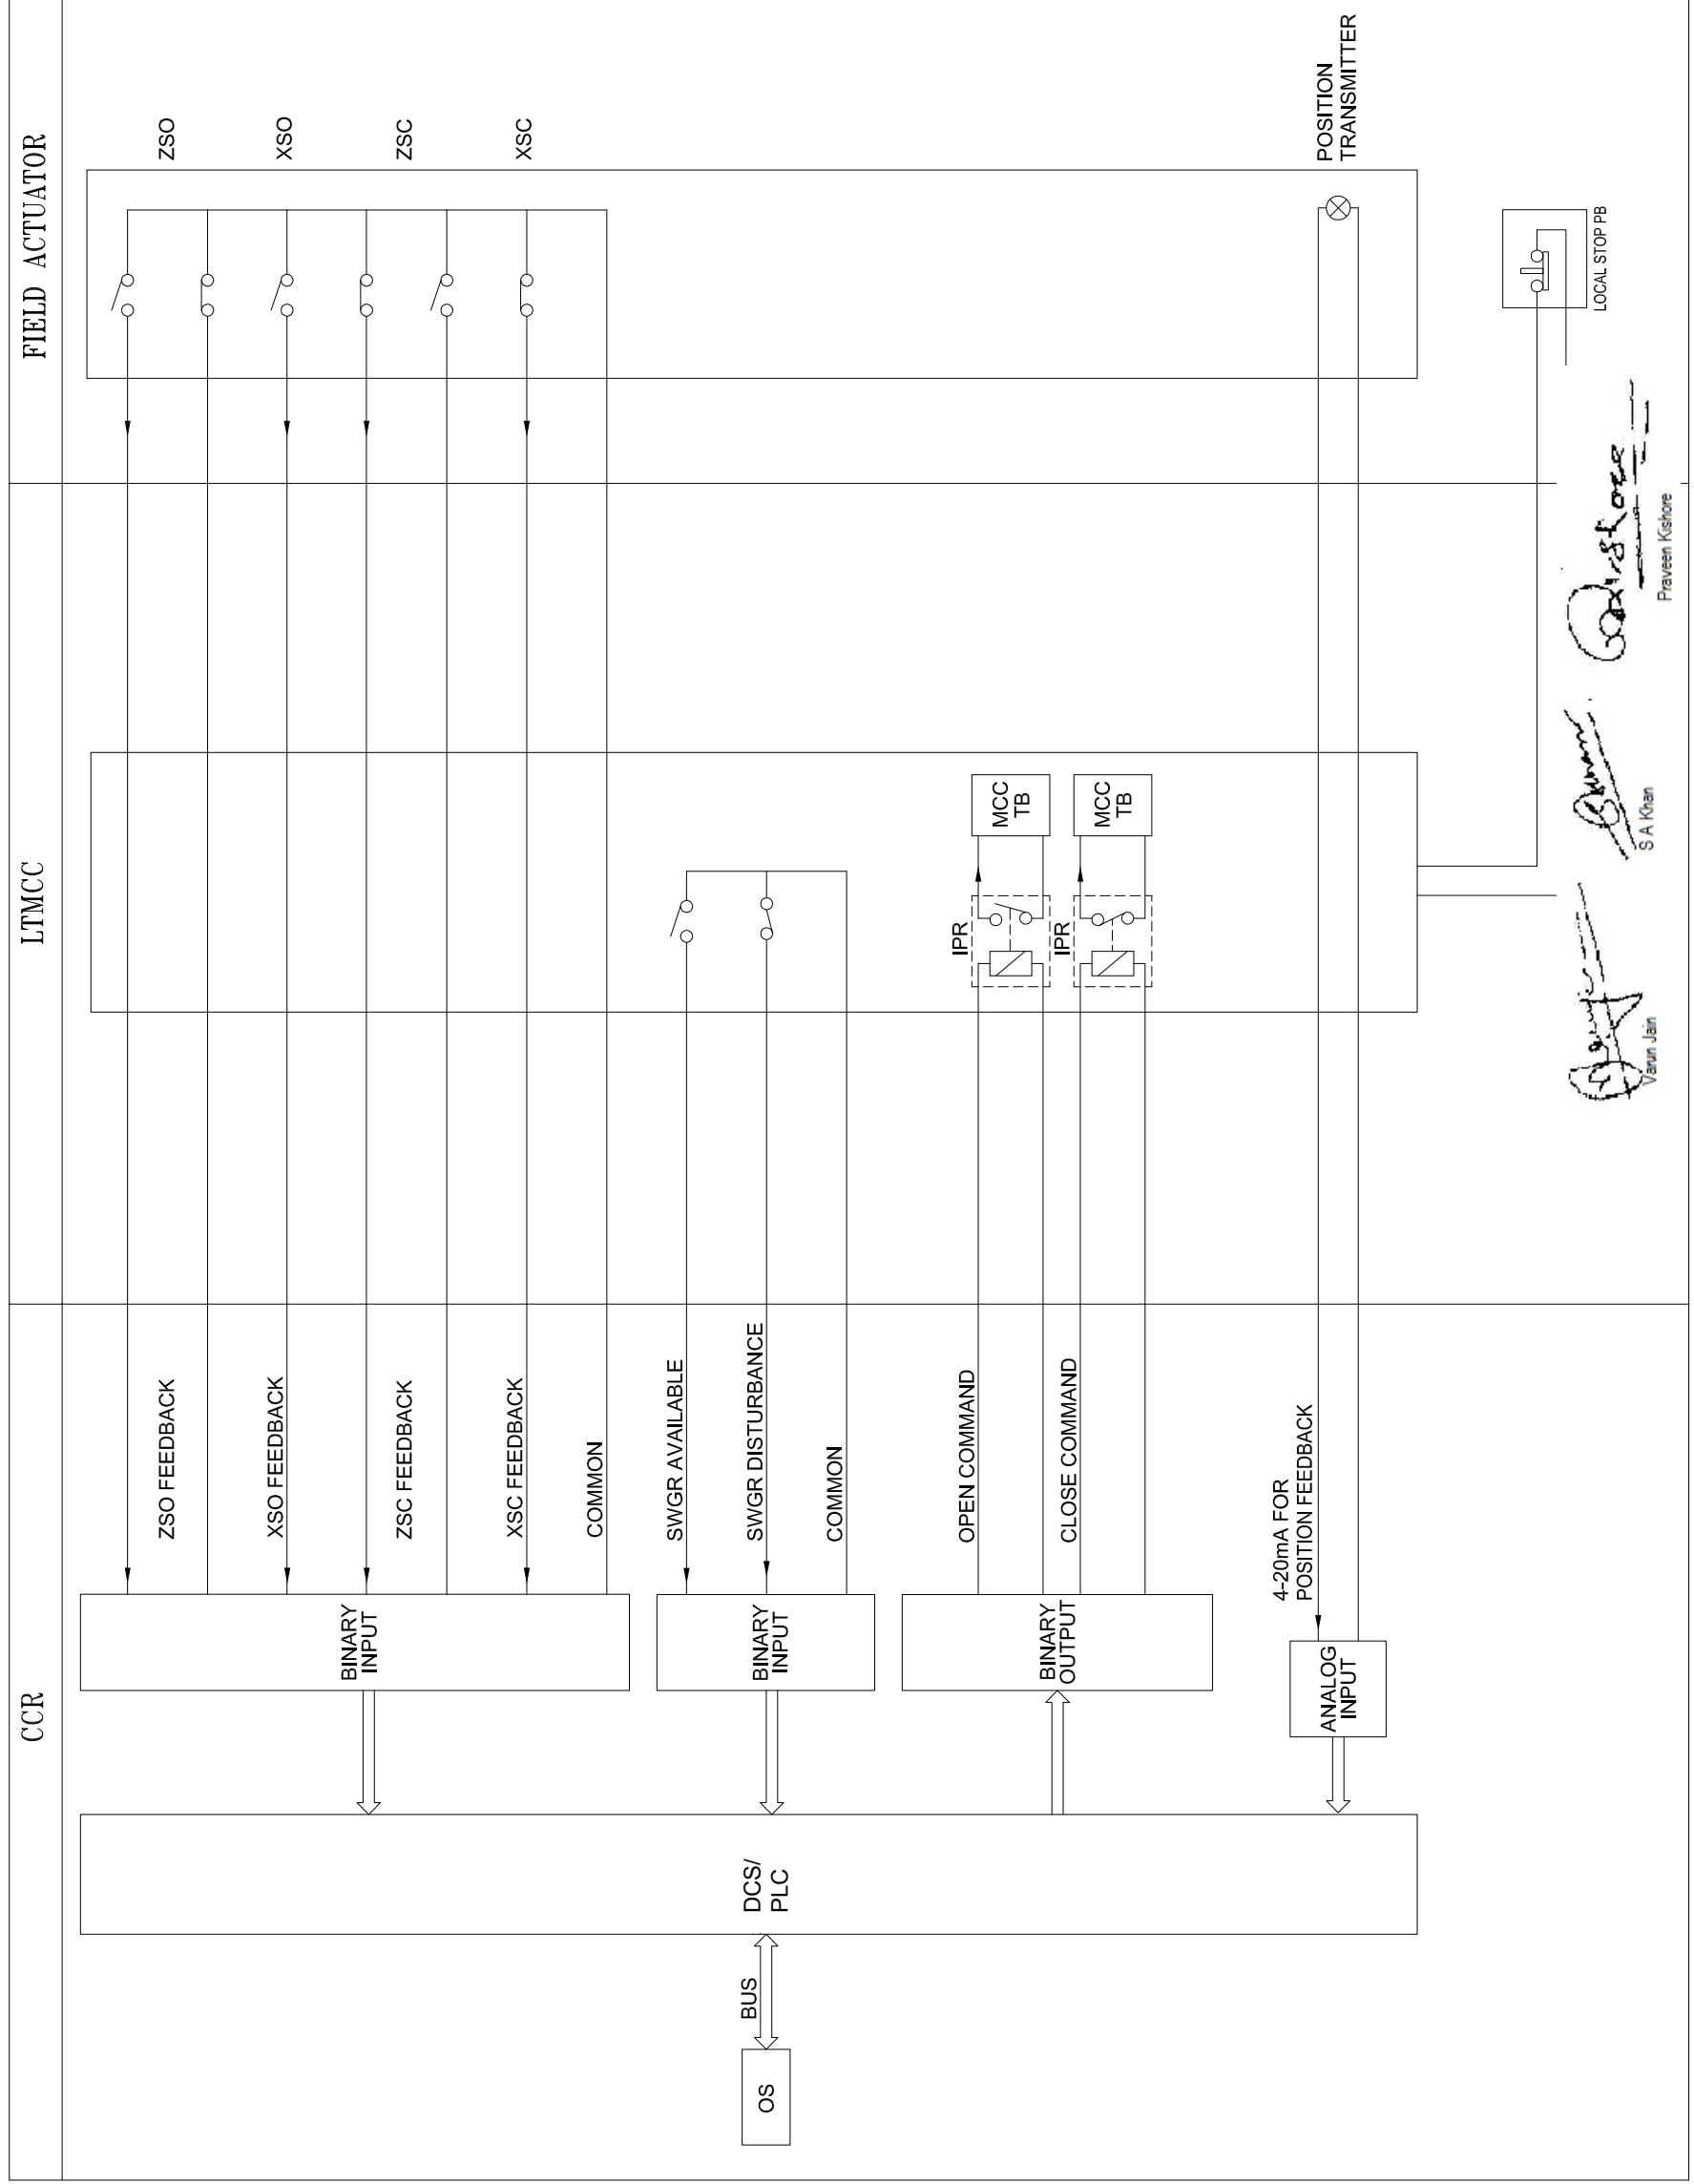 CCR
LTMCC
FIELD ACTUATOR
OS
BUS
DCS/
PLC
BINARY
INPUT
ZSO FEEDBACK
XSO FEEDBACK
ZSC FEEDBACK
XSC FEEDBACK
COMMON
ZSO
XSO
ZSC
XSC
BINARY
INPUT
SWGR AVAILABLE
SWGR DISTURBANCE
COMMON
BINARY
OUTPUT
OPEN COMMAND
CLOSE COMMAND
IPR
MCC
TB
IPR
MCC
TB
ANALOG
INPUT
4-20mA FOR
POSITION FEEDBACK
POSITION
TRANSMITTER
LOCAL STOP PB
Varun Jain
S A Khan
Praveen Kishore